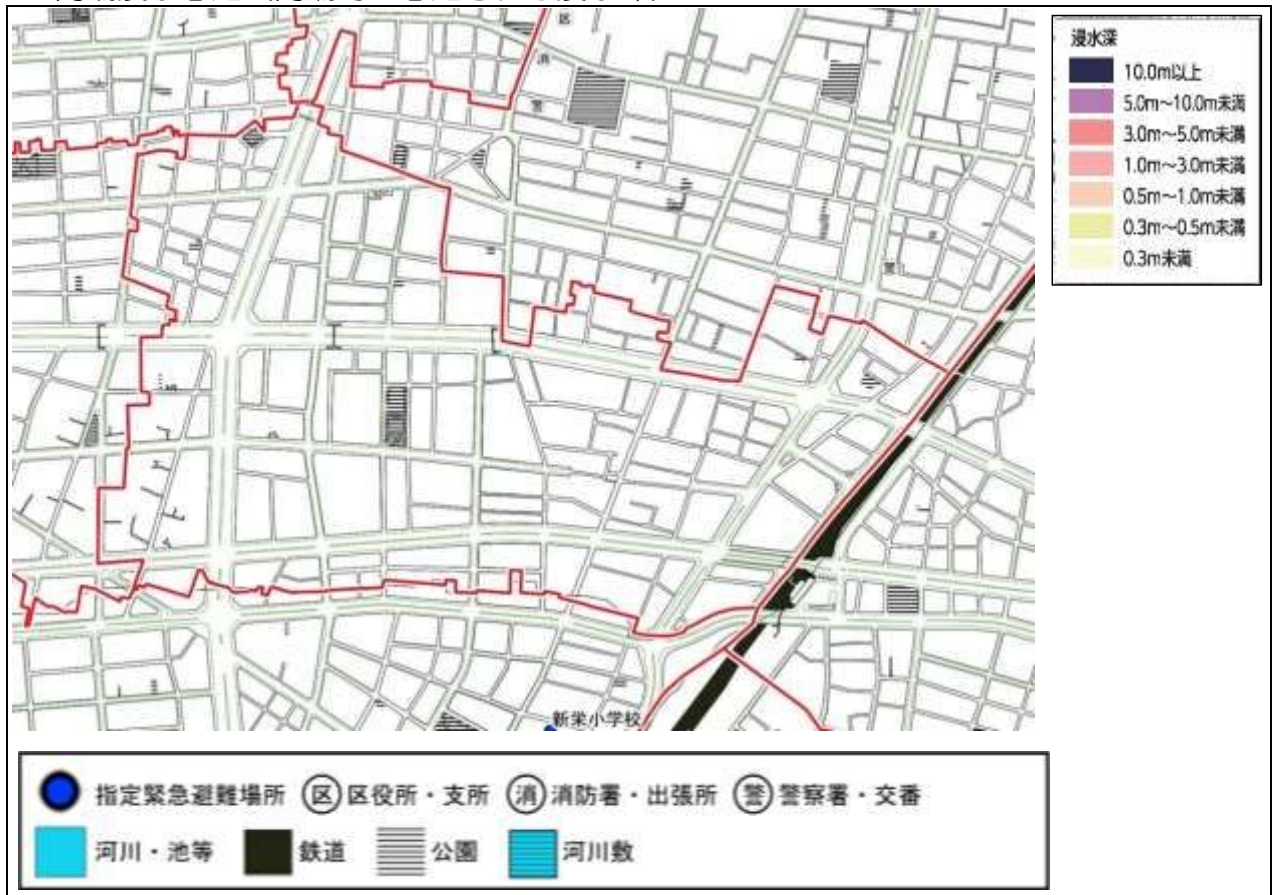 区
消
警
警
新栄小学校
浸水深
10.0m以上
5.0m～10.0m未満
3.0m～5.0m未満
1.0m～3.0m未満
0.5m～1.0m未満
0.3m～0.5m未満
0.3m未満
指定緊急避難場所 区 区役所・支所 消 消防署・出張所 警 警察署・交番
河川・池等 鉄道 公園 河川敷